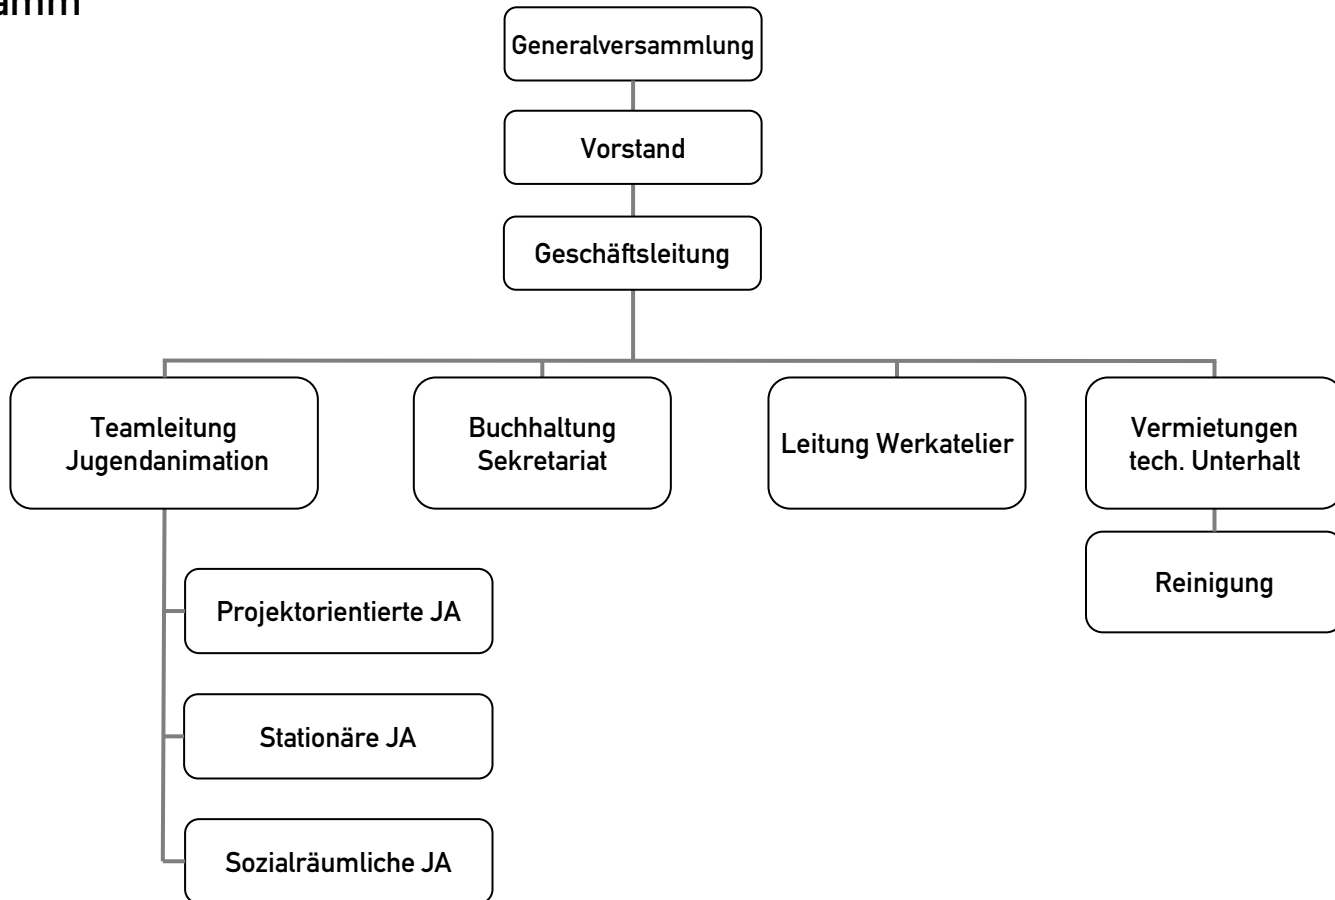 Generalversammlung
Vorstand
Geschäftsleitung
Teamleitung
Jugendanimation
Buchhaltung
Sekretariat
Leitung Werkatelier
Vermietungen
tech. Unterhalt
Reinigung
Projektorientierte JA
Stationäre JA
Sozialräumliche JA